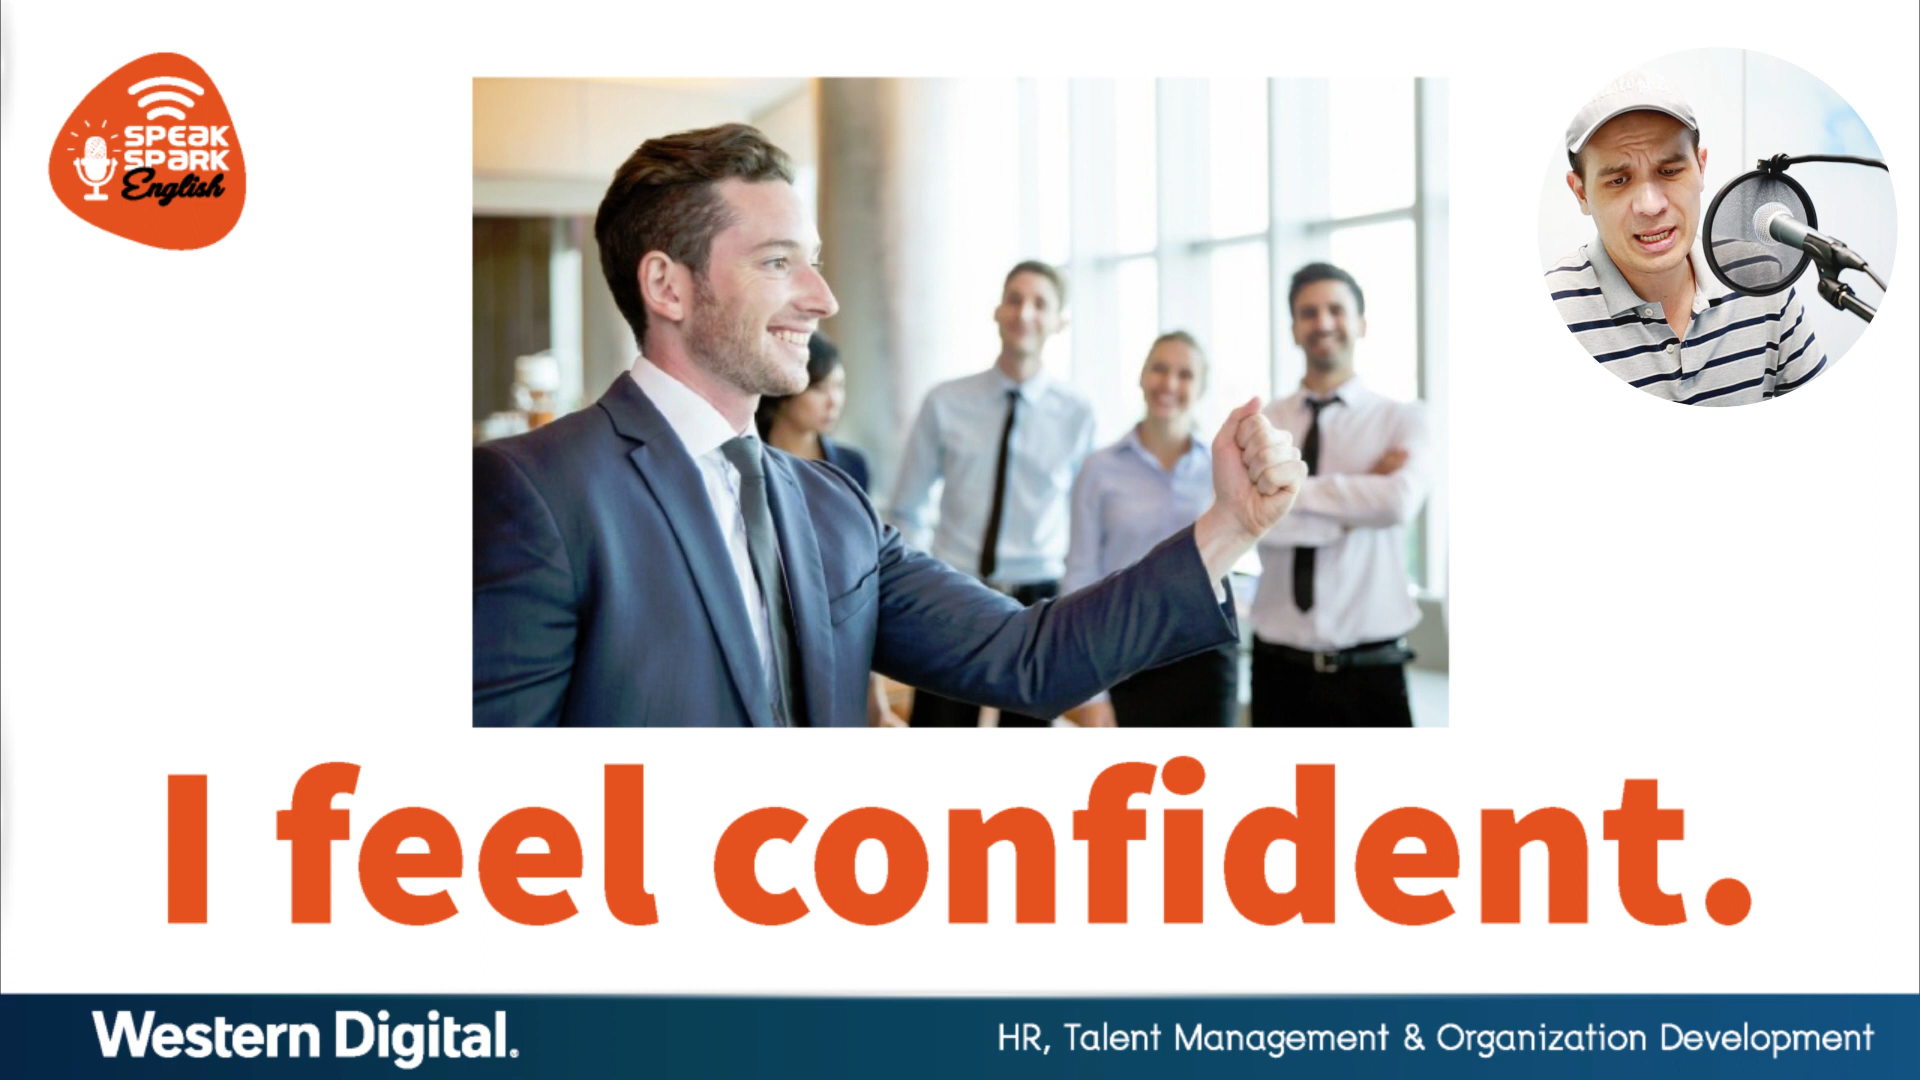 SPEAK
SPARK
English
I feel confident.
Western Digital.
HR, Talent Management & Organization Development